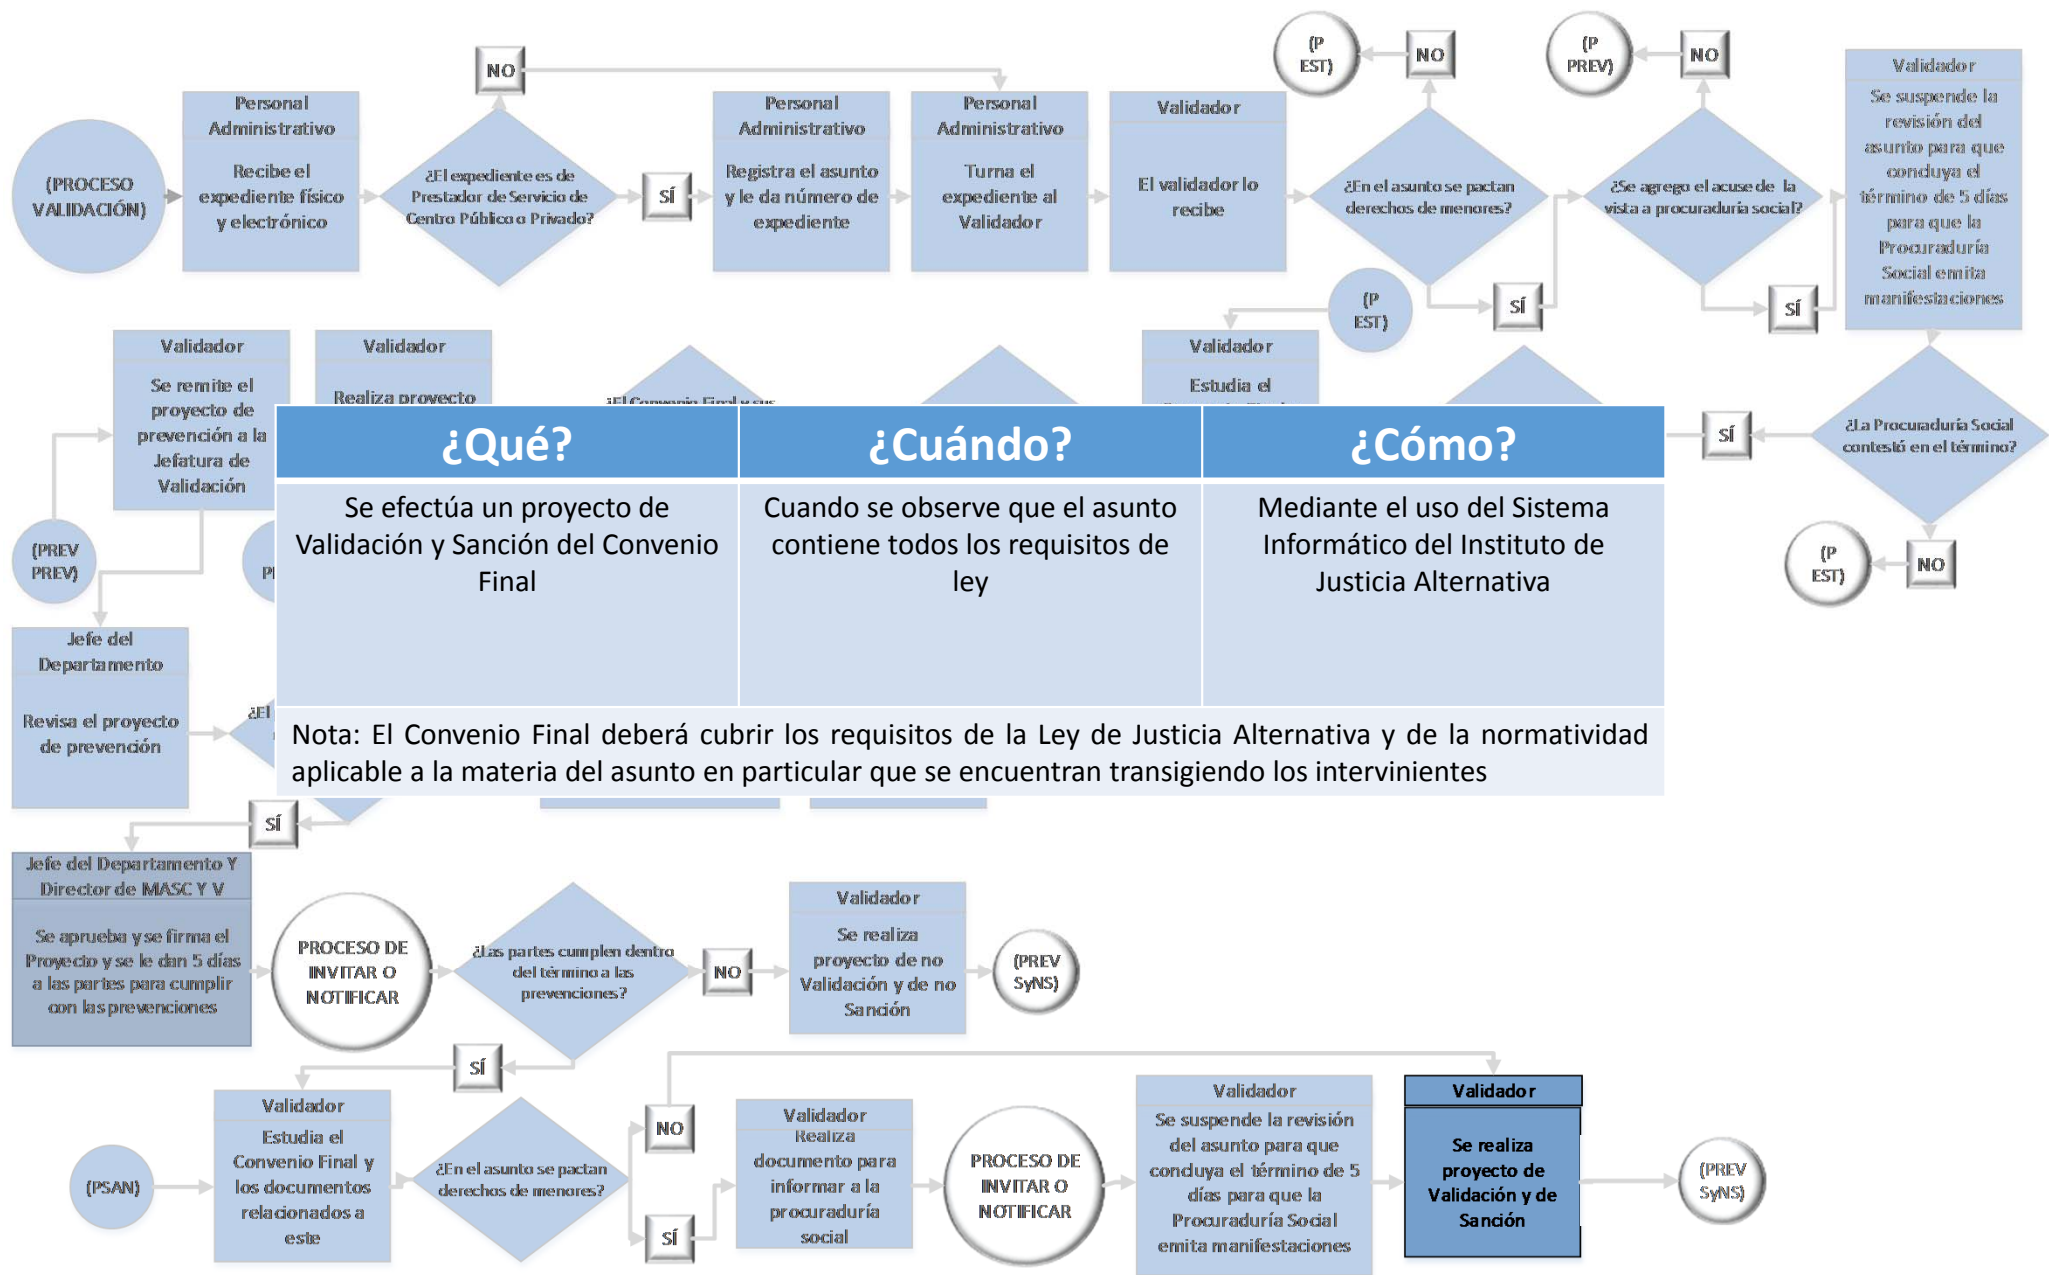 (PROCESO
VALIDACIÓN)
Personal
Administrativo
Recibe el
expediente físico
y electrónico
¿El expediente es de
Prestador de Servicio de
Centro Público o Privado?
NO
SÍ
Personal
Administrativo
Registra el asunto
y le da número de
expediente
Personal
Administrativo
Turna el
expediente al
Validador
Validador
El validador lo
recibe
¿En el asunto se pactan
derechos de menores?
NO
(P
EST)
SÍ
¿Se agrego el acuse de la
vista a procuraduría social?
NO
(P
PREV)
SÍ
Validador
Se suspende la
revisión del
asunto para que
concluya el
término de 5 días
para que la
Procuraduría
Social emita
manifestaciones
¿La Procuraduría Social
contestó en el término?
SÍ
NO
(P
EST)
(P
EST)
Validador
Estudia el
¿El Convenio Final y sus
Validador
Realiza proyecto
Validador
Se remite el
proyecto de
prevención a la
Jefatura de
Validación
(PREV
PREV)
¿Qué?
¿Cuándo?
¿Cómo?
Se efectúa un proyecto de
Validación y Sanción del Convenio
Final
Cuando se observe que el asunto
contiene todos los requisitos de
ley
Mediante el uso del Sistema
Informático del Instituto de
Justicia Alternativa
Nota: El Convenio Final deberá cubrir los requisitos de la Ley de Justicia Alternativa y de la normatividad
aplicable a la materia del asunto en particular que se encuentran transigiendo los intervinientes
Jefe del
Departamento
Revisa el proyecto
de prevención
¿El
SÍ
Jefe del Departamento Y
Director de MASC Y V
Se aprueba y se firma el
Proyecto y se le dan 5 días
a las partes para cumplir
con las prevenciones
PROCESO DE
INVITAR O
NOTIFICAR
¿Las partes cumplen dentro
del término a las
prevenciones?
NO
Validador
Se realiza
proyecto de no
Validación y de no
Sanción
(PREV
SyNS)
SÍ
(PSAN)
Validador
Estudia el
Convenio Final y
los documentos
relacionados a
este
¿En el asunto se pactan
derechos de menores?
NO
SÍ
Validador
Realiza
documento para
informar a la
procuraduría
social
PROCESO DE
INVITAR O
NOTIFICAR
Validador
Se suspende la revisión
del asunto para que
concluya el término de 5
días para que la
Procuraduría Social
emita manifestaciones
Validador
Se realiza
proyecto de
Validación y de
Sanción
(PREV
SyNS)